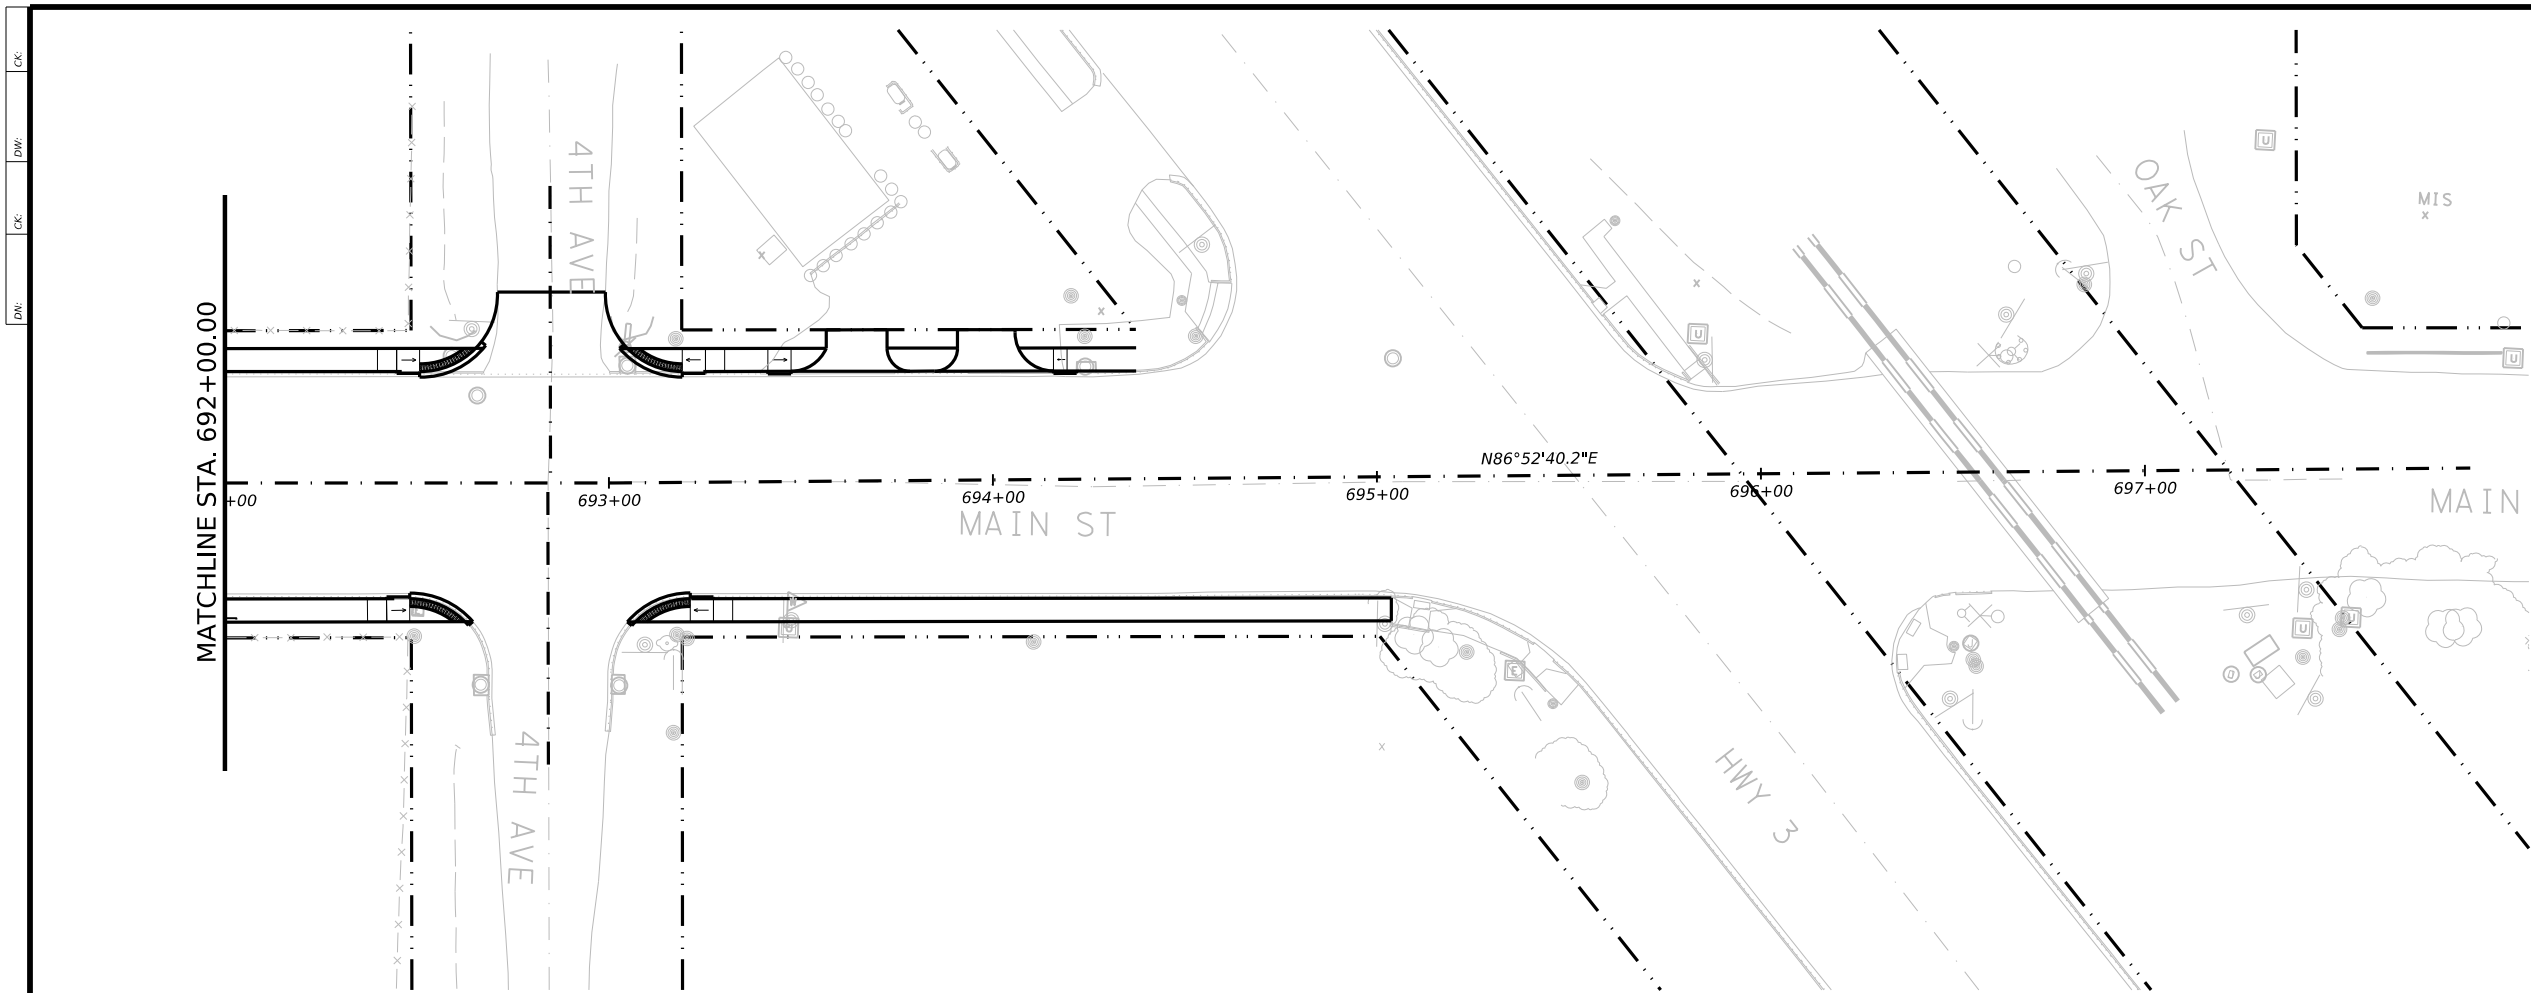 CK:
DW:
CK:
DN:
MATCHLINE STA. 692+00.00
4TH AVE
OAK ST
MIS
U
U
U
N86°52'40.2"E
+00
693+00
694+00
695+00
696+00
697+00
MAIN ST
MAIN
U
U
U
E
4TH AVE
HWY 3